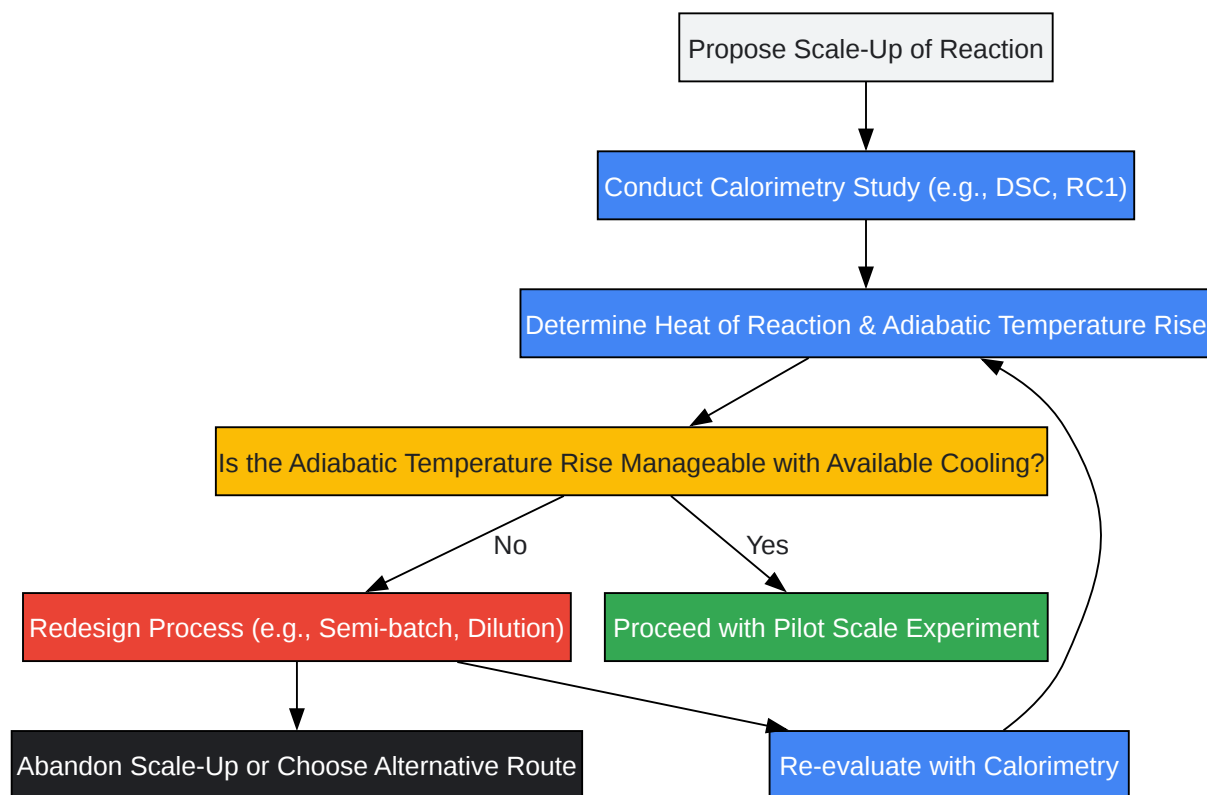 Propose Scale-Up of Reaction
Conduct Calorimetry Study (e.g., DSC, RC1)
Determine Heat of Reaction & Adiabatic Temperature Rise
Is the Adiabatic Temperature Rise Manageable with Available Cooling?
No
Yes
Redesign Process (e.g., Semi-batch, Dilution)
Proceed with Pilot Scale Experiment
Abandon Scale-Up or Choose Alternative Route
Re-evaluate with Calorimetry